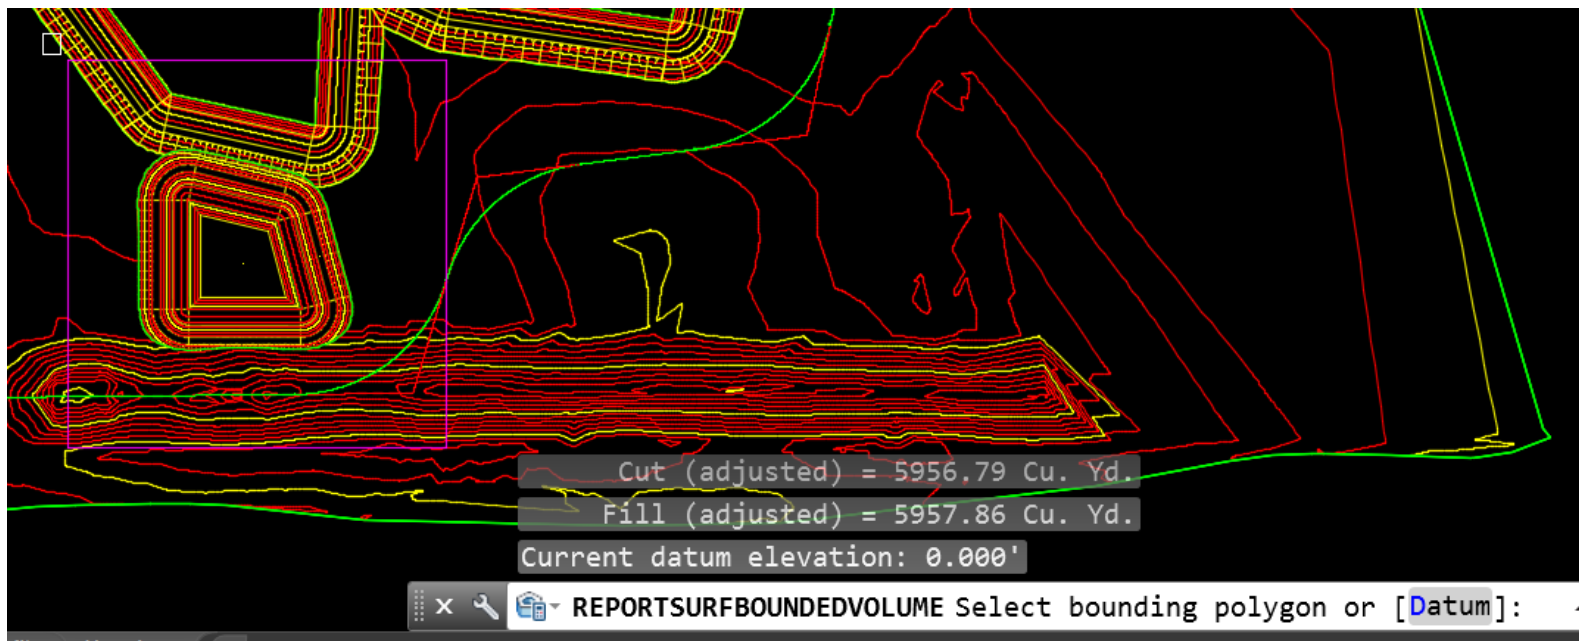 Cut (adjusted) = 5956.79 Cu. Yd.
Fill (adjusted) = 5957.86 Cu. Yd.
Current datum elevation: 0.000'
REPORTSURFBOUNDEDVOLUME Select bounding polygon or [Datum]: